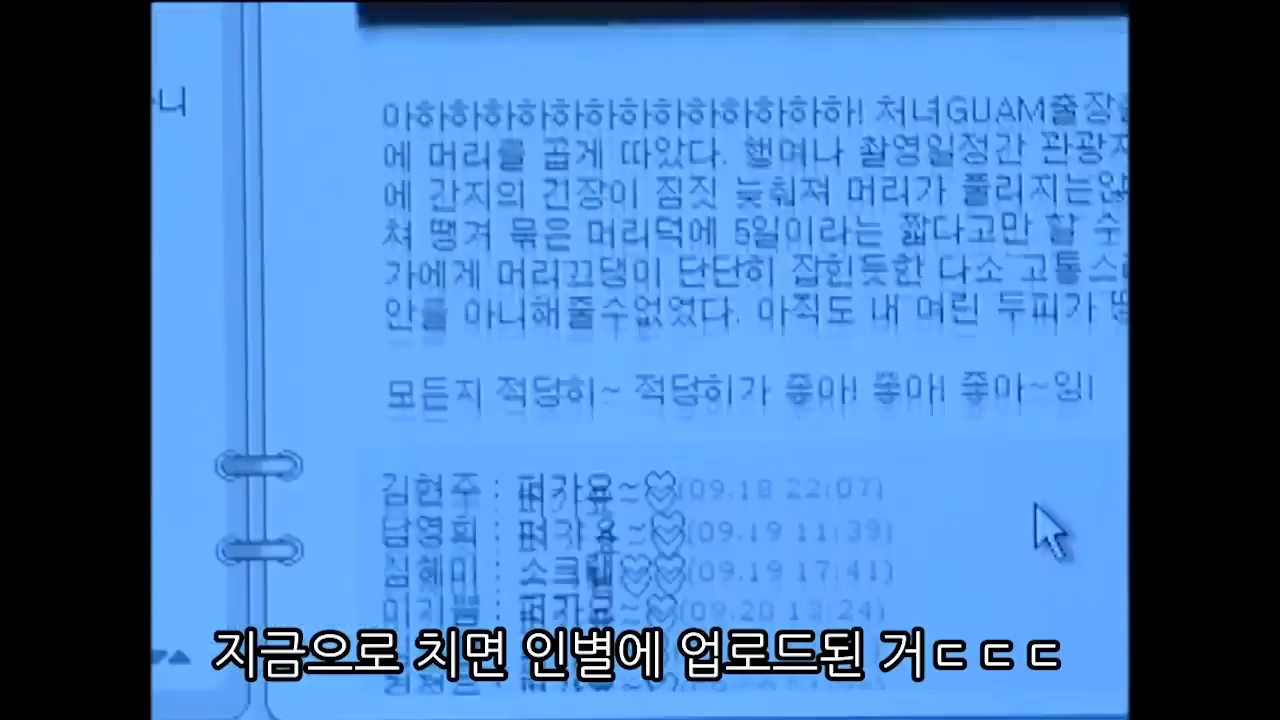 니
아하하하하하하하하하하하하하! 처녀GUAM출장
에 머리를 곱게 따았다. 행며나 촬영일정간 관광지
에 간지의 긴장이 짐짓 늦춰져 머리가 풀리지는않
쳐 땡겨 묶은 머리덕에 5일이라는 짧다고만 할 수
가에게 머리끄댕이 단단히 잡힌듯한 다소 고통스
안를 아니해줄수없었다. 아직도 내 여린 두피가
모든지 적당히~ 적당히가 좋아! 좋아! 좋아~잉!
김현주 : 퍼가요~♡(09.18 22:07)
남영희 : 퍼가요~♡(09.19 11:39)
김혜미 : 스크랩♡♡(09.19 17:41)
퍼가요~♡(09.20 13:24)
지금으로 치면 인별에 업로드된 거ㄷㄷㄷ